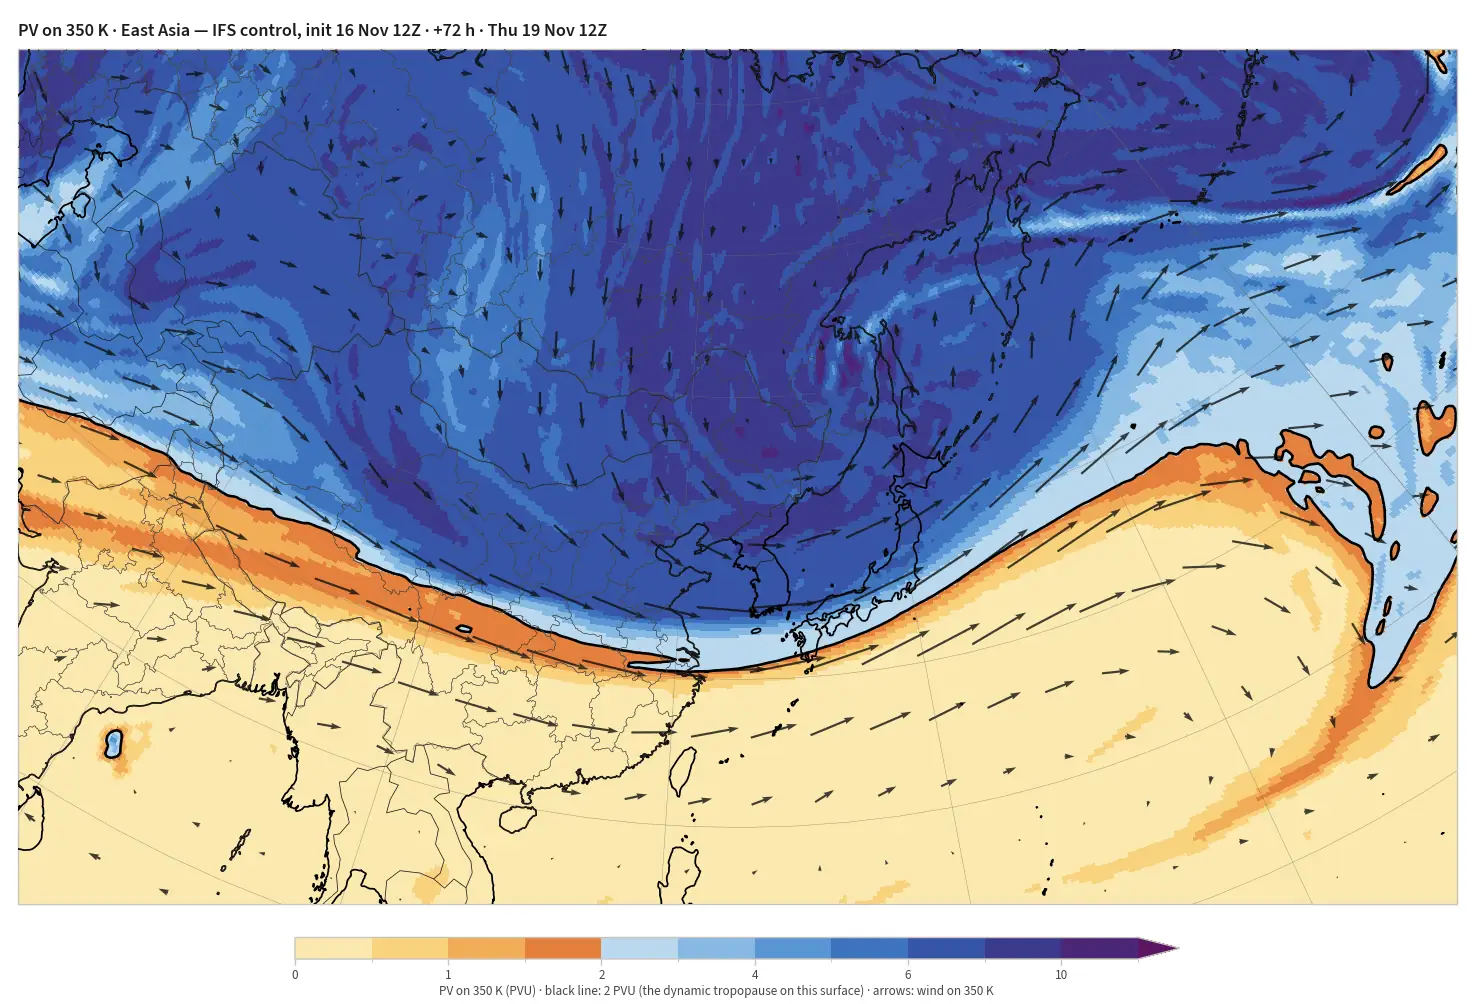 PV on 350 K · East Asia — IFS control, init 16 Nov 12Z · +72 h · Thu 19 Nov 12Z
0 1 2 4 6 10
PV on 350 K (PVU) · black line: 2 PVU (the dynamic tropopause on this surface) · arrows: wind on 350 K